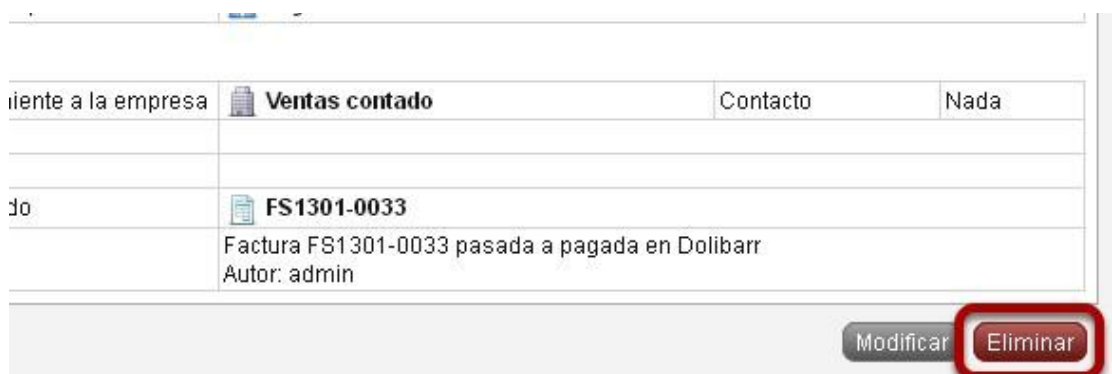 iente a la empresa Ventas contado Contacto Nada
do FS1301-0033
Factura FS1301-0033 pasada a pagada en Dolibarr
Autor: admin
Modificar Eliminar